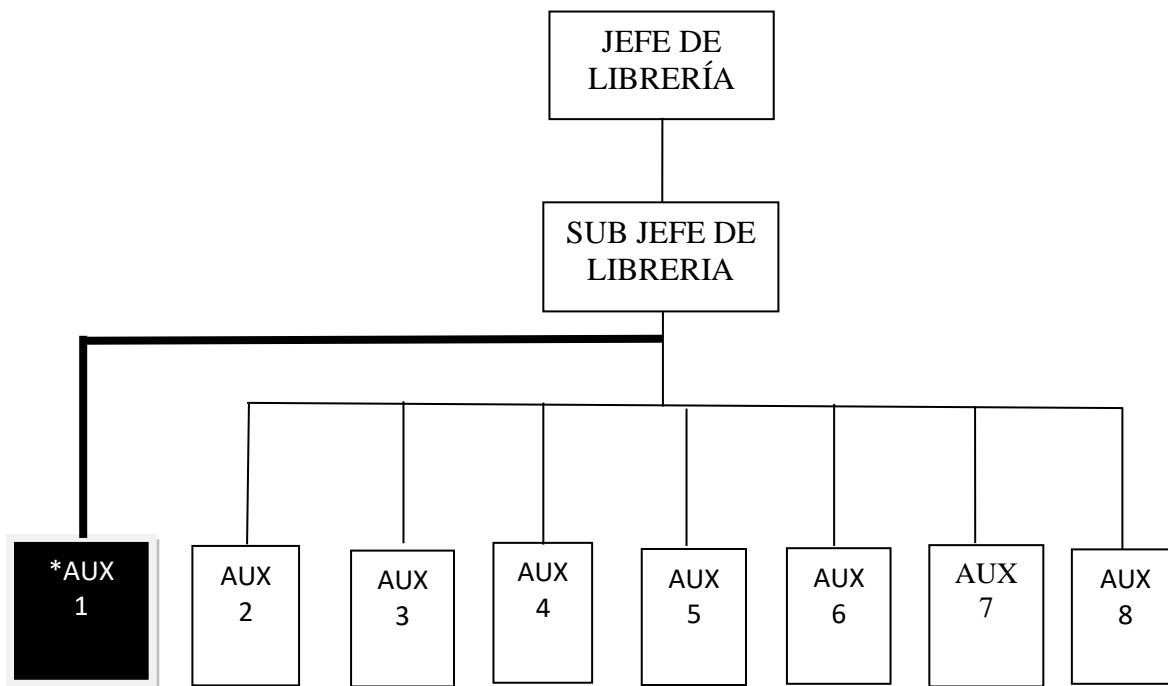 JEFE DE
LIBRERÍA
SUB JEFE DE
LIBRERIA
*AUX
1
AUX
2
AUX
3
AUX
4
AUX
5
AUX
6
AUX
7
AUX
8